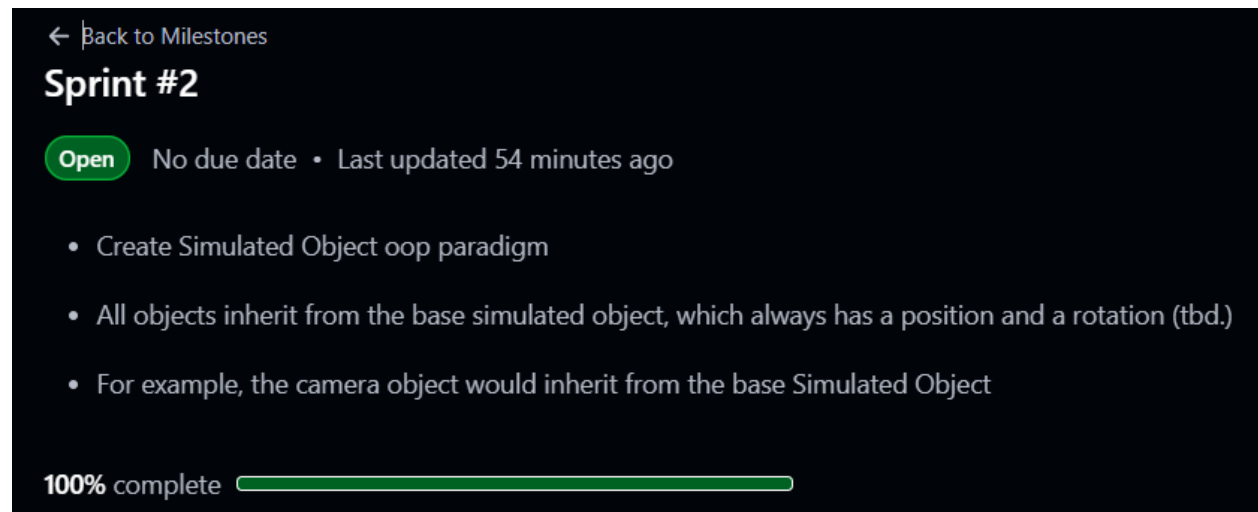 ← Back to Milestones
Sprint #2
Open No due date • Last updated 54 minutes ago
• Create Simulated Object oop paradigm
• All objects inherit from the base simulated object, which always has a position and a rotation (tbd.)
• For example, the camera object would inherit from the base Simulated Object
100% complete